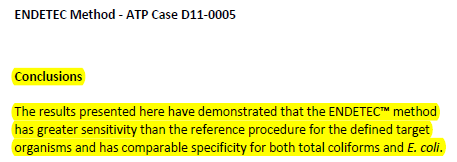 ENDETEC Method - ATP Case D11-0005
Conclusions
The results presented here have demonstrated that the ENDETEC™ method
has greater sensitivity than the reference procedure for the defined target
organisms and has comparable specificity for both total coliforms and E. coli.